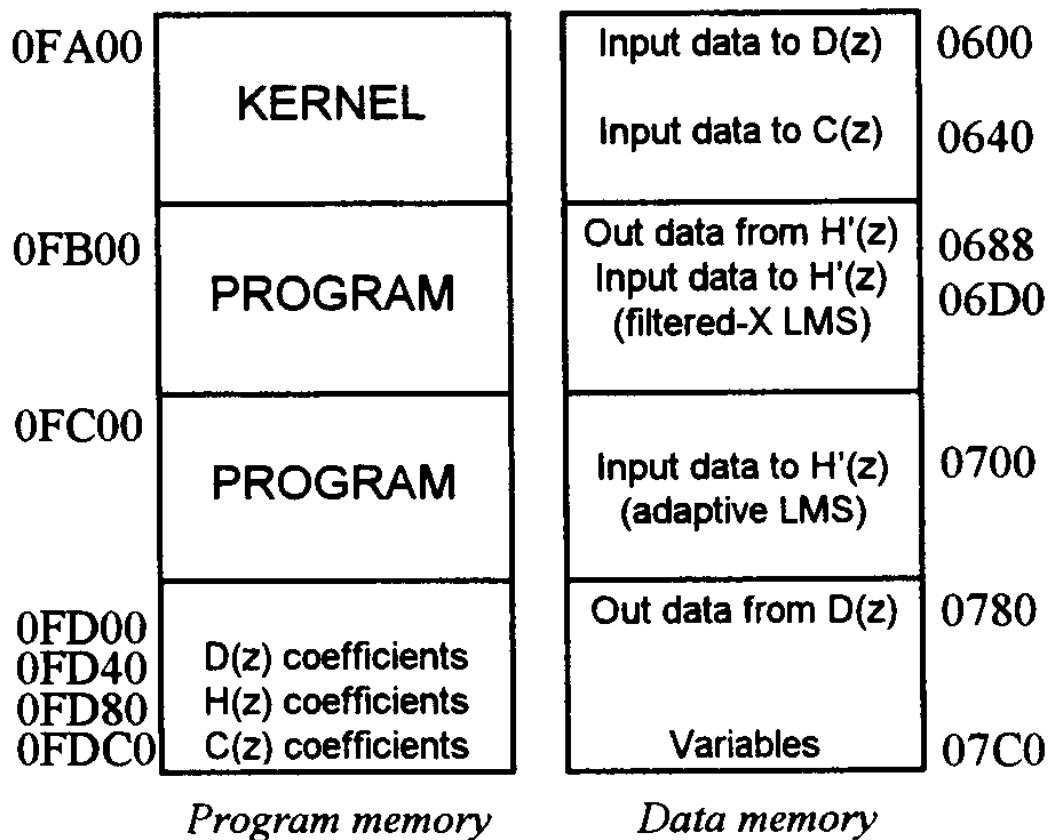 0FA00
KERNEL
0FB00
PROGRAM
0FC00
PROGRAM
0FD00
0FD40 D(z) coefficients
0FD80 H(z) coefficients
0FDC0 C(z) coefficients
Program memory
Input data to D(z) 0600
Input data to C(z) 0640
Out data from H'(z) 0688
Input data to H'(z) 06D0
(filtered-X LMS)
Input data to H'(z) 0700
(adaptive LMS)
Out data from D(z) 0780
Variables 07C0
Data memory